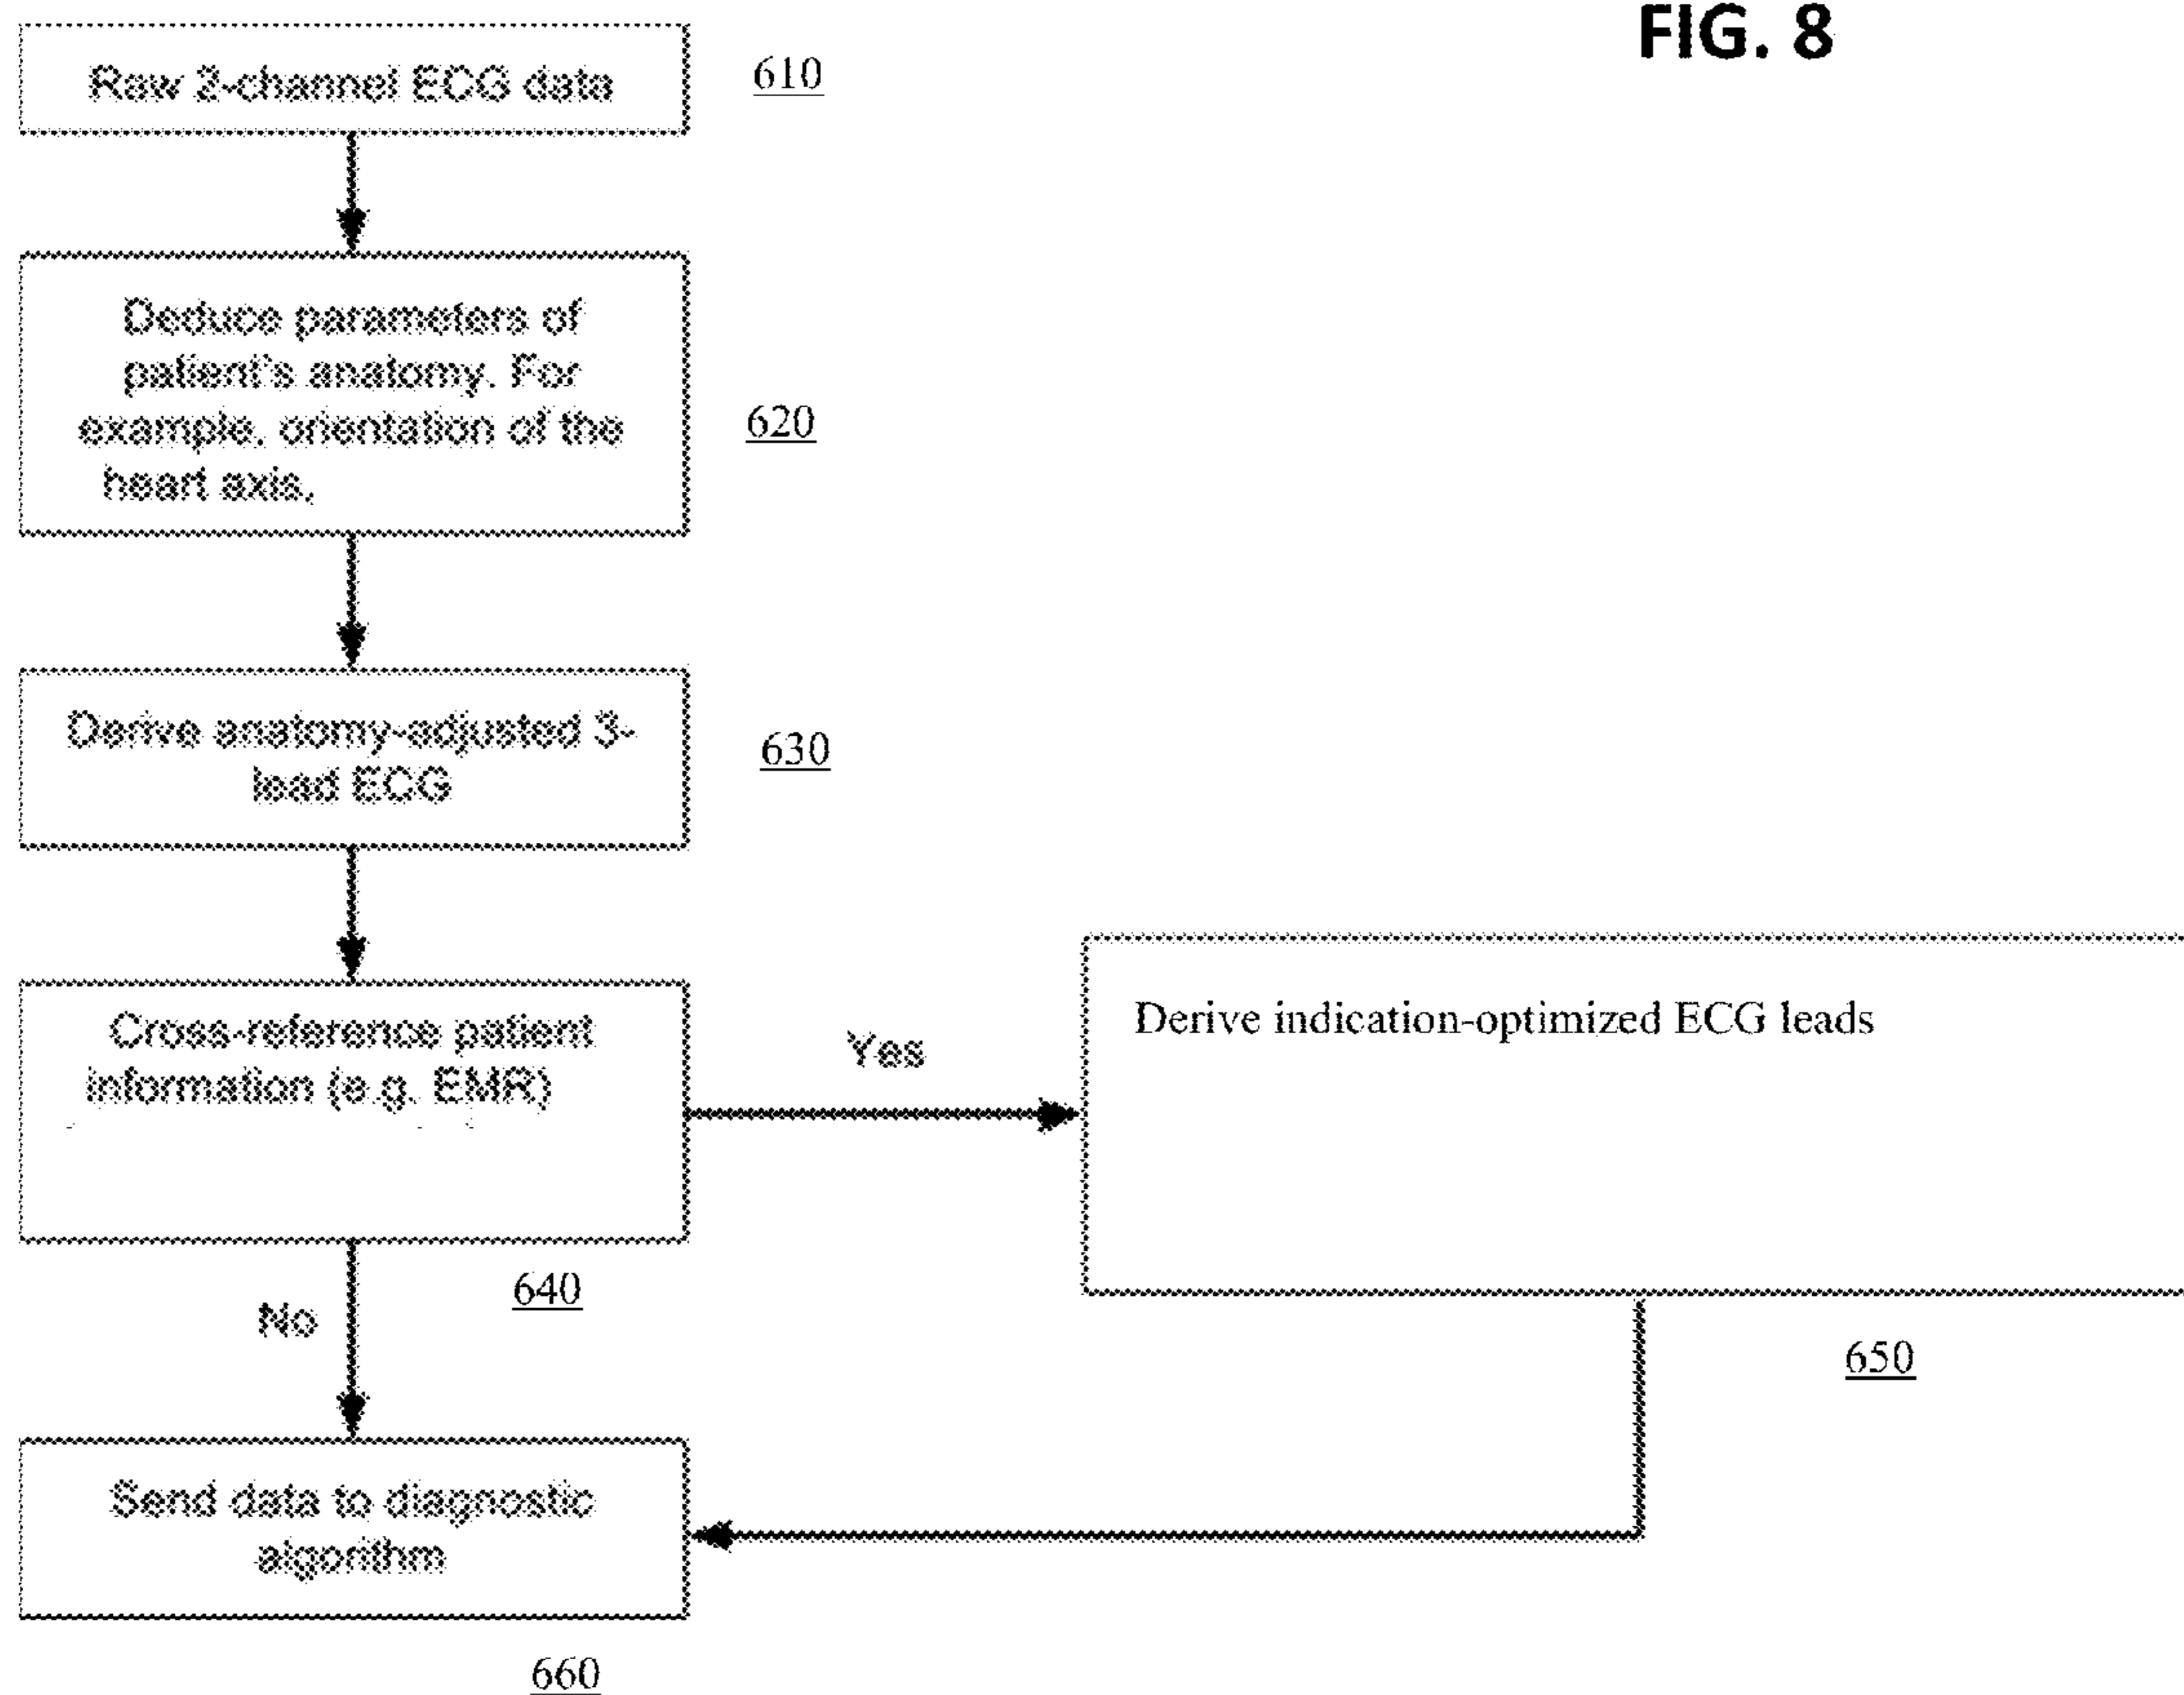 FIG. 8
Raw 2-channel ECG data
610
Deduce parameters of
patient's anatomy. For
example, orientation of the
heart axis,
620
Derive anatomy-adjusted 3-
lead ECG
630
Cross-reference patient
information (e.g. EMR)
640
Yes
Derive indication-optimized ECG leads
650
No
Send data to diagnostic
algorithm
660